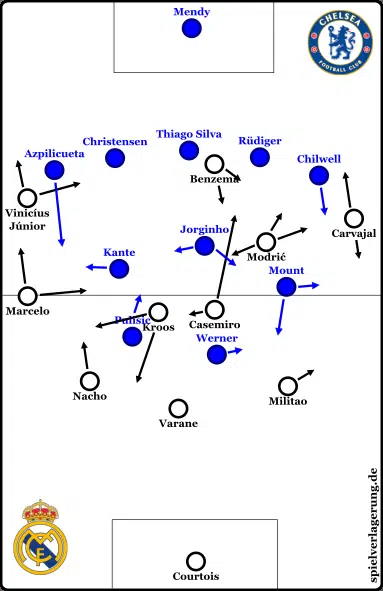 Mendy
CHELSEA
FOOTBALL CLUB
Thiago Silva
Christensen
Rüdiger
Azpilicueta
Chilwell
Benzema
Vinicíus
Júnior
Jorginho
Carvajal
Kante
Modrić
Mount
Marcelo
Pulisic
Kroos
Casemiro
Werner
Nacho
Militao
Varane
spielverlagerung.de
Courtois